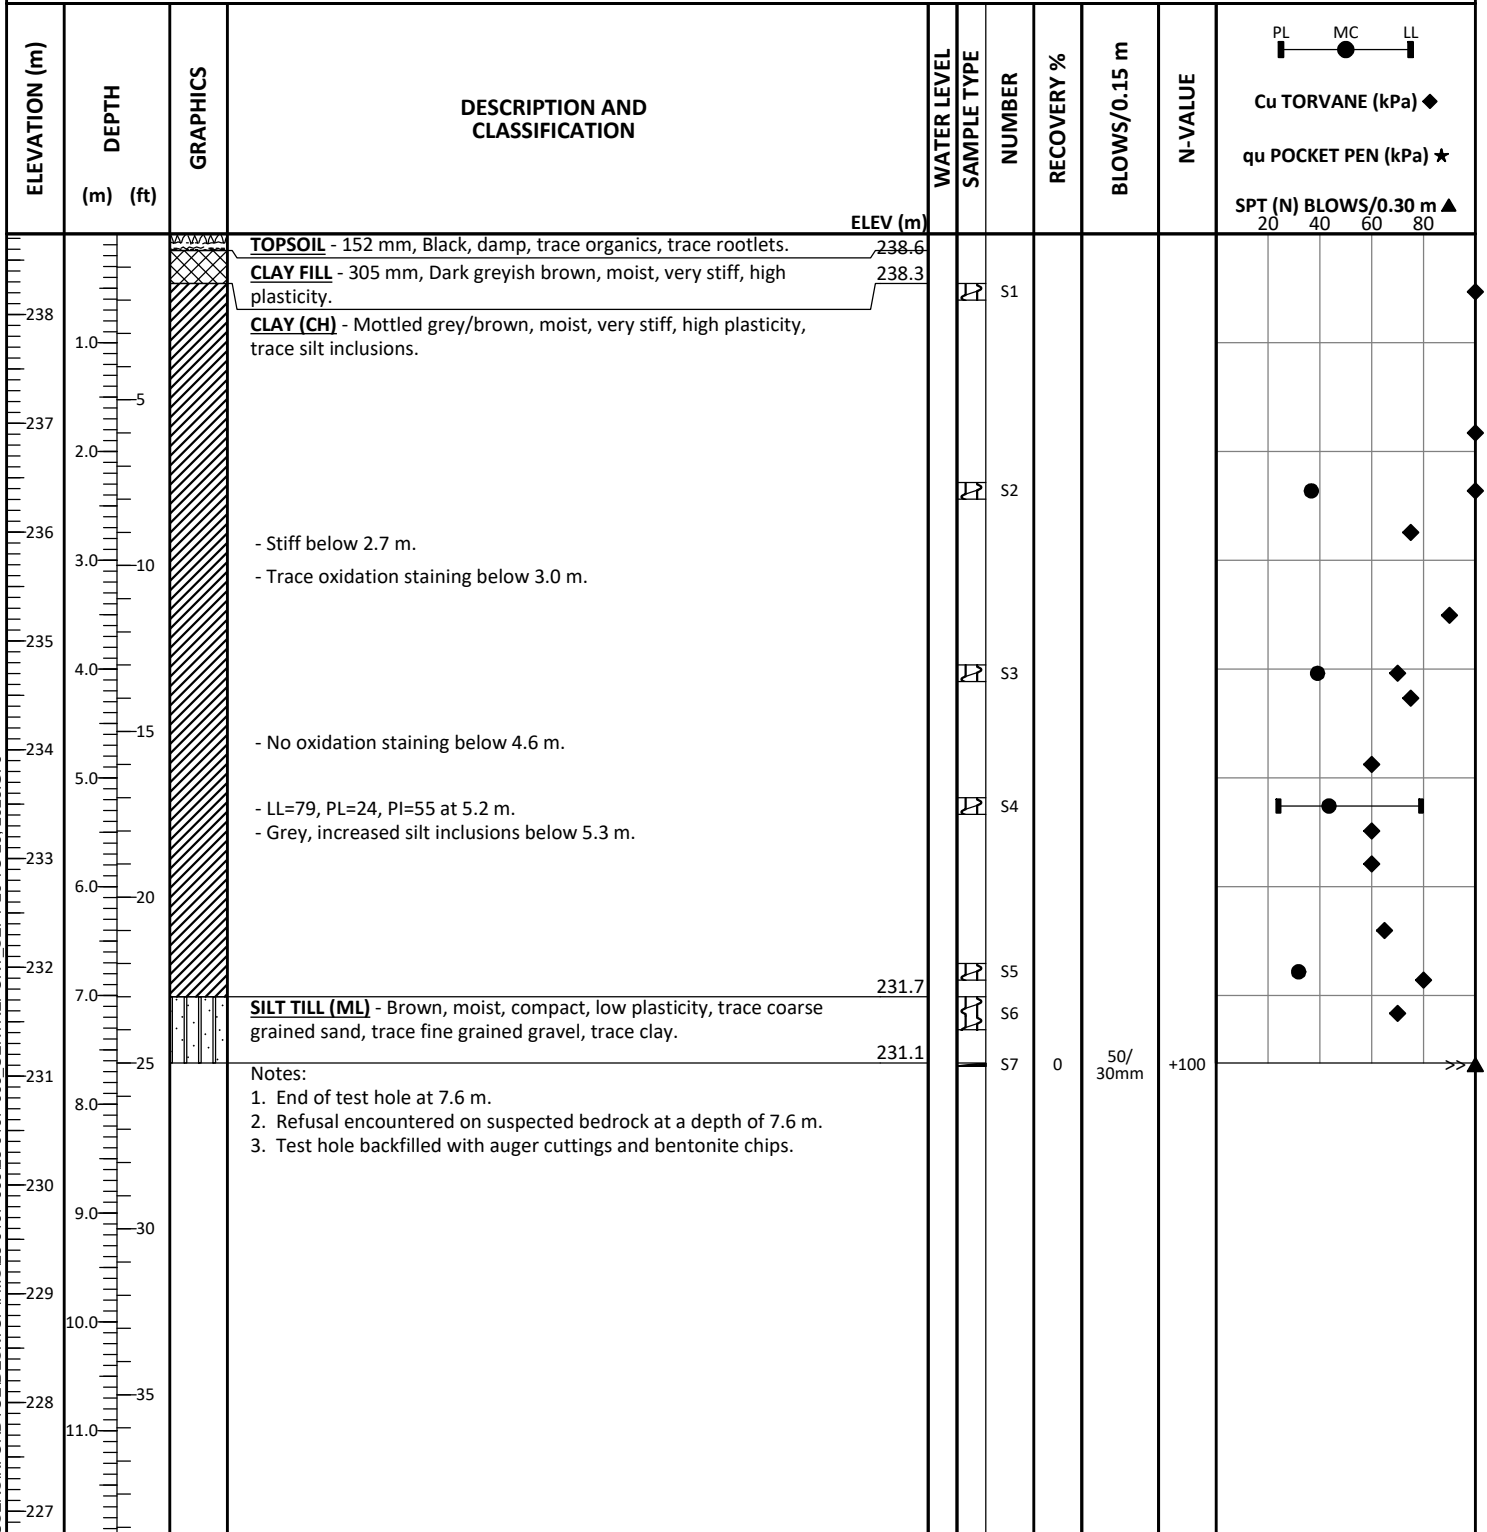 ELEVATION (m)
DEPTH
(m) (ft)
GRAPHICS
DESCRIPTION AND
CLASSIFICATION
ELEV (m)
WATER LEVEL
SAMPLE TYPE
NUMBER
RECOVERY %
BLOWS/0.15 m
N-VALUE
PL MC LL
Cu TORVANE (kPa) ◆
qu POCKET PEN (kPa) ★
SPT (N) BLOWS/0.30 m ▲
20 40 60 80
TOPSOIL - 152 mm, Black, damp, trace organics, trace rootlets. 238.6
CLAY FILL - 305 mm, Dark greyish brown, moist, very stiff, high 238.3
plasticity.
S1
238
CLAY (CH) - Mottled grey/brown, moist, very stiff, high plasticity,
1.0
trace silt inclusions.
5
237
2.0
S2
236
- Stiff below 2.7 m.
3.0
10
- Trace oxidation staining below 3.0 m.
235
4.0
S3
15
- No oxidation staining below 4.6 m.
234
5.0
- LL=79, PL=24, PI=55 at 5.2 m.
S4
- Grey, increased silt inclusions below 5.3 m.
233
6.0
20
232
S5
231.7
7.0
SILT TILL (ML) - Brown, moist, compact, low plasticity, trace coarse
S6
grained sand, trace fine grained gravel, trace clay.
231.1
25
S7 0 50/ +100 >>
30mm
Notes:
231
1. End of test hole at 7.6 m.
8.0
2. Refusal encountered on suspected bedrock at a depth of 7.6 m.
3. Test hole backfilled with auger cuttings and bentonite chips.
230
9.0
30
229
10.0
35
228
11.0
227